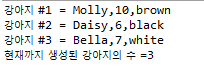 강아지 #1 = Molly,10,brown
강아지 #2 = Daisy,6,black
강아지 #3 = Bella,7,white
현재까지 생성된 강아지의 수 =3